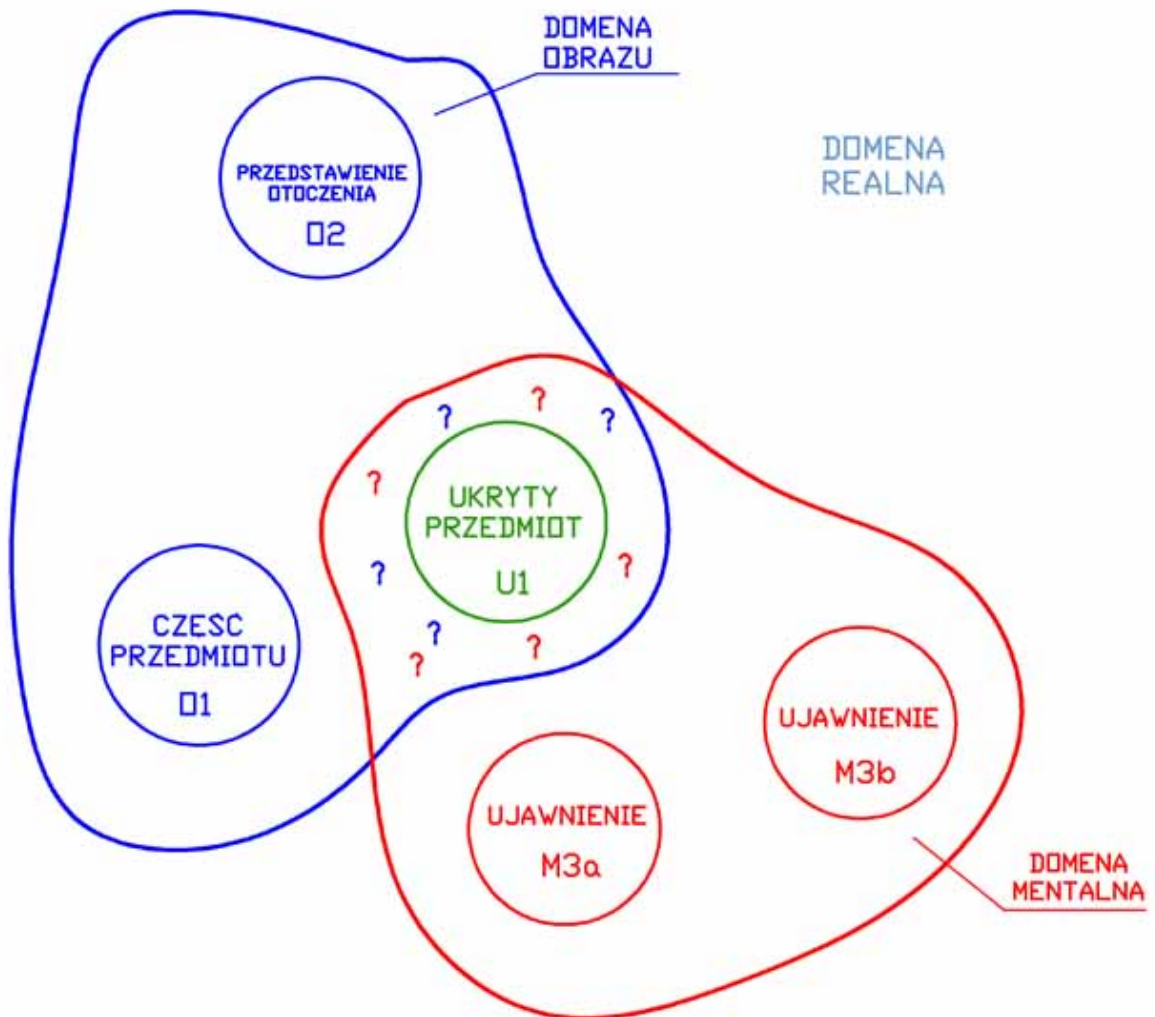 DOMENA
OBRAZU
DOMENA
REALNA
PRZEDSTAWIENIE
OTOCZENIA
O2
? ? ?
?
UKRYTY
PRZEDMIOT
U1
? ?
? ?
?
CZESC
PRZEDMIOTU
O1
UJAWNIENIE
M3b
UJAWNIENIE
M3a
DOMENA
MENTALNA